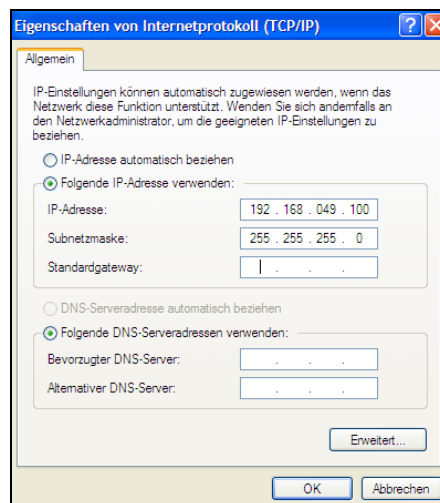 Eigenschaften von Internetprotokoll (TCP/IP)
Allgemein
IP-Einstellungen können automatisch zugewiesen werden, wenn das
Netzwerk diese Funktion unterstützt. Wenden Sie sich andernfalls an
den Netzwerkadministrator, um die geeigneten IP-Einstellungen zu
beziehen.
IP-Adresse automatisch beziehen
Folgende IP-Adresse verwenden:
IP-Adresse: 192 . 168 . 049 . 100
Subnetzmaske: 255 . 255 . 255 . 0
Standardgateway: . . .
DNS-Serveradresse automatisch beziehen
Folgende DNS-Serveradressen verwenden:
Bevorzugter DNS-Server: . . .
Alternativer DNS-Server: . . .
Erweitert...
OK Abbrechen